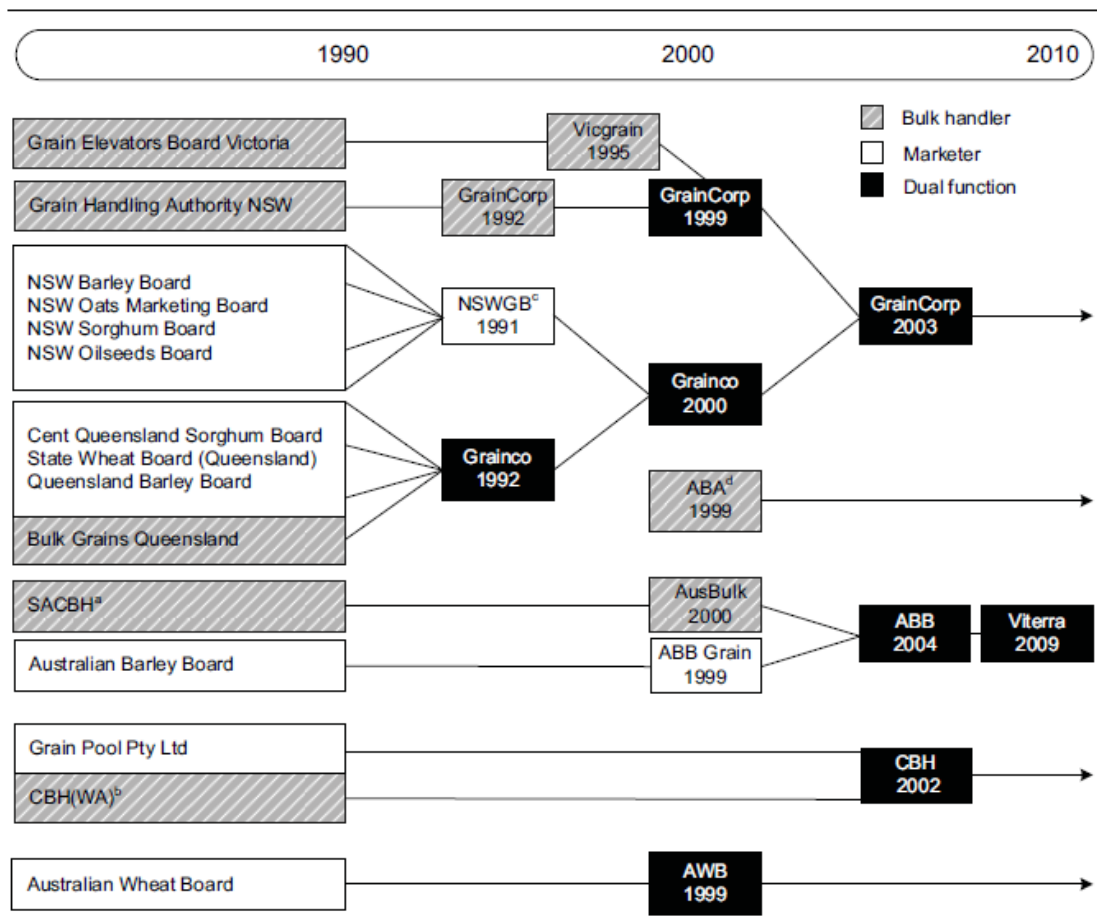 1990 2000 2010
Bulk handler
Marketer
Dual function
Grain Elevators Board Victoria
Vicgrain
1995
Grain Handling Authority NSW
GrainCorp
1992
GrainCorp
1999
NSW Barley Board
NSW Oats Marketing Board
NSW Sorghum Board
NSW Oilseeds Board
NSWGBᶜ
1991
GrainCorp
2003
Grainco
2000
Cent Queensland Sorghum Board
State Wheat Board (Queensland)
Queensland Barley Board
Bulk Grains Queensland
Grainco
1992
ABAᵈ
1999
SACBHᵃ
AusBulk
2000
Australian Barley Board
ABB Grain
1999
ABB
2004
Viterra
2009
Grain Pool Pty Ltd
CBH(WA)ᵇ
CBH
2002
Australian Wheat Board
AWB
1999